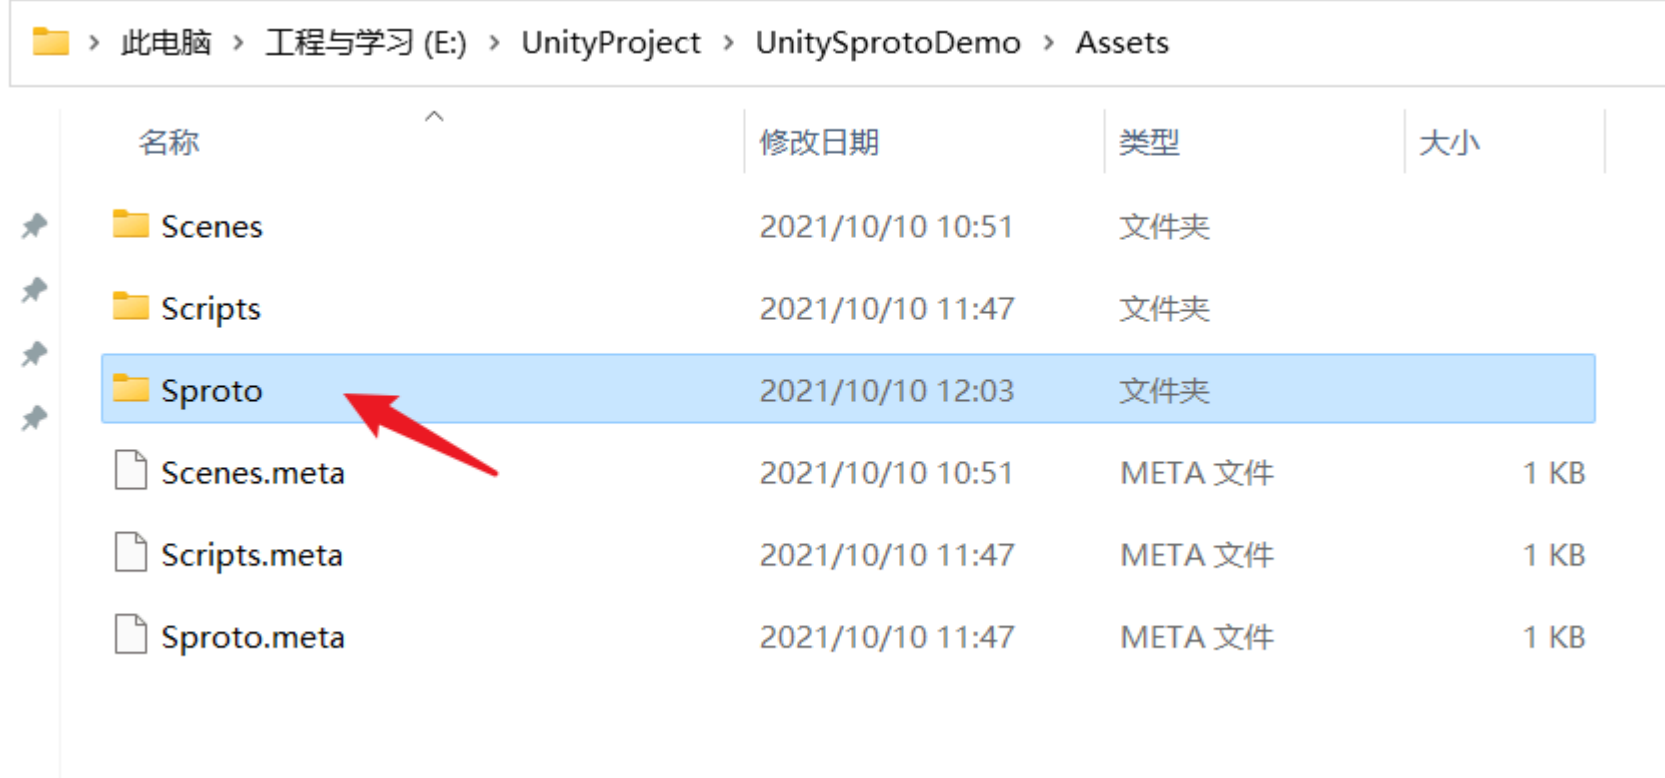 此电脑 > 工程与学习 (E:) > UnityProject > UnitySprotoDemo > Assets
名称 修改日期 类型 大小
Scenes 2021/10/10 10:51 文件夹
Scripts 2021/10/10 11:47 文件夹
Sproto 2021/10/10 12:03 文件夹
Scenes.meta 2021/10/10 10:51 META 文件 1 KB
Scripts.meta 2021/10/10 11:47 META 文件 1 KB
Sproto.meta 2021/10/10 11:47 META 文件 1 KB